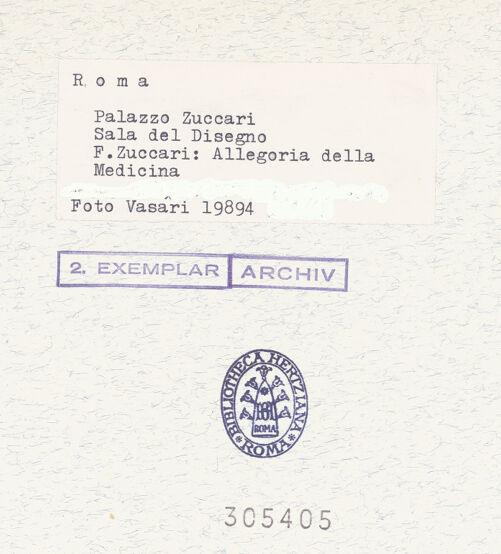 Roma
Palazzo Zuccari
Sala del Disegno
F.Zuccari: Allegoria della
Medicina
Foto Vasari 19894
2. EXEMPLAR ARCHIV
BIBLIOTHECA HERTZIANA
ROMA
ROMA
305405